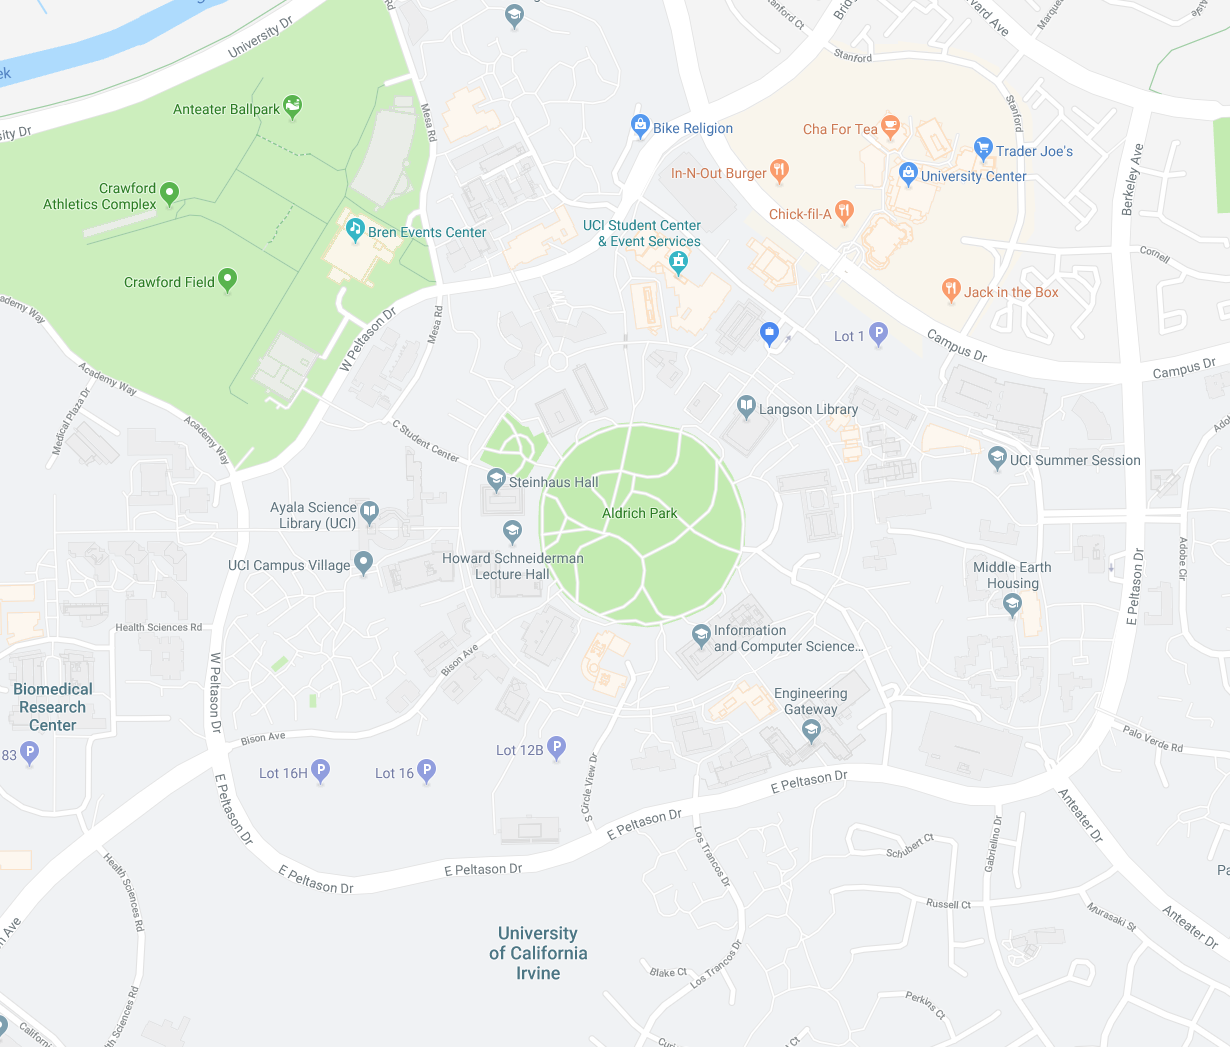 University Dr
Mesa Rd
Anteater Ballpark
Crawford
Athletics Complex
Bren Events Center
Crawford Field
W Peltason Dr
Mesa Rd
Academy Way
Academy Way
Medical Plaza Dr
Bike Religion
Stanford
Stanford
Cha For Tea
Trader Joe's
In-N-Out Burger
University Center
Chick-fil-A
UCI Student Center
& Event Services
Jack in the Box
Lot 1
P
Campus Dr
Campus Dr
Berkeley Ave
Cornell
C Student Center
Langson Library
UCI Summer Session
Steinhaus Hall
Aldrich Park
Ayala Science
Library (UCI)
Howard Schneiderman
Lecture Hall
UCI Campus Village
Middle Earth
Housing
E Peltason Dr
Adobe Cir
Health Sciences Rd
Information
and Computer Science...
Bison Ave
W Peltason Dr
Biomedical
Research
Center
Engineering
Gateway
83
P
Bison Ave
Lot 12B
P
Lot 16H
P
Lot 16
P
S Circle View Dr
Palo Verde Rd
E Peltason Dr
E Peltason Dr
E Peltason Dr
E Peltason Dr
E Peltason Dr
Anteater Dr
Los Trancos Dr
Schubert Ct
Gabrielino Dr
Health Sciences Rd
Russell Ct
Murasaki St
Anteater Dr
University
of California
Irvine
Blake Ct
Los Trancos Dr
Perkins Ct